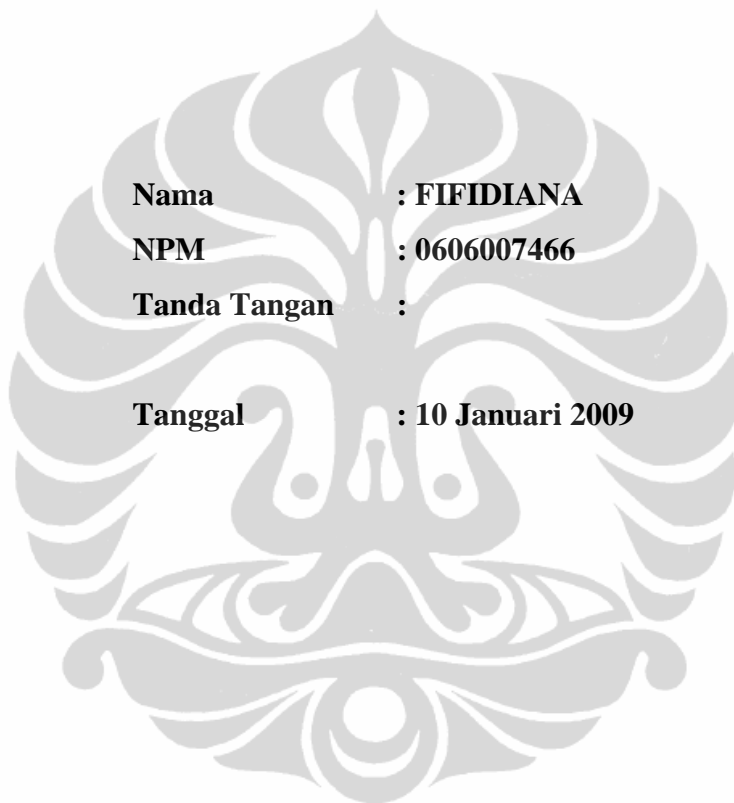 Nama : FIFIDIANA
NPM : 0606007466
Tanda Tangan :
Tanggal : 10 Januari 2009